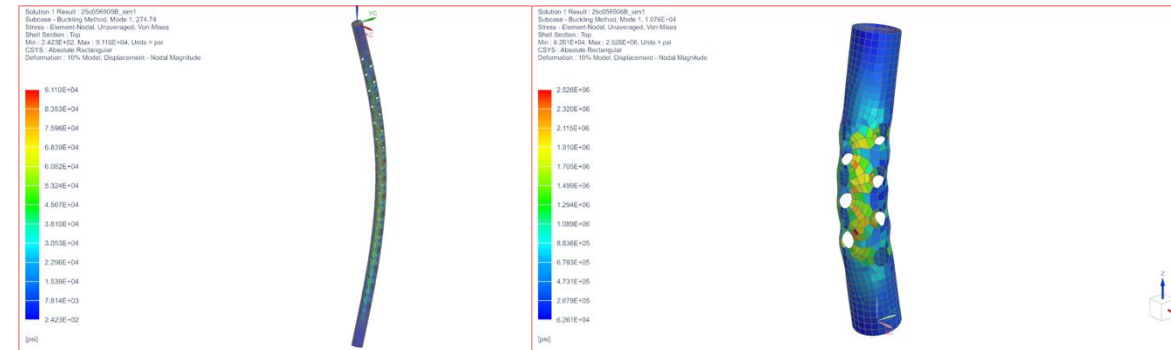 Solution 1 Result : 25c056905B_sim1
Subcase - Buckling Method, Mode 1, 274.74
Stress - Element-Nodal, Unaveraged, Von-Mises
Shell Section : Top
Min : 2.423E+02, Max : 9.110E+04, Units = psi
CSYS : Absolute Rectangular
Deformation : 10% Model, Displacement - Nodal Magnitude
9.110E+04
8.353E+04
7.596E+04
6.839E+04
6.082E+04
5.324E+04
4.567E+04
3.810E+04
3.053E+04
2.296E+04
1.539E+04
7.814E+03
2.423E+02
[psi]
YC
Solution 1 Result : 26c056906B_sim1
Subcase - Buckling Method, Mode 1, 1.076E+04
Stress - Element-Nodal, Unaveraged, Von-Mises
Shell Section : Top
Min : 6.261E+04, Max : 2.526E+06, Units = psi
CSYS : Absolute Rectangular
Deformation : 10% Model, Displacement - Nodal Magnitude
2.526E+06
2.320E+06
2.115E+06
1.910E+06
1.705E+06
1.499E+06
1.294E+06
1.089E+06
8.836E+05
6.783E+05
4.731E+05
2.679E+05
6.261E+04
[psi]
Z